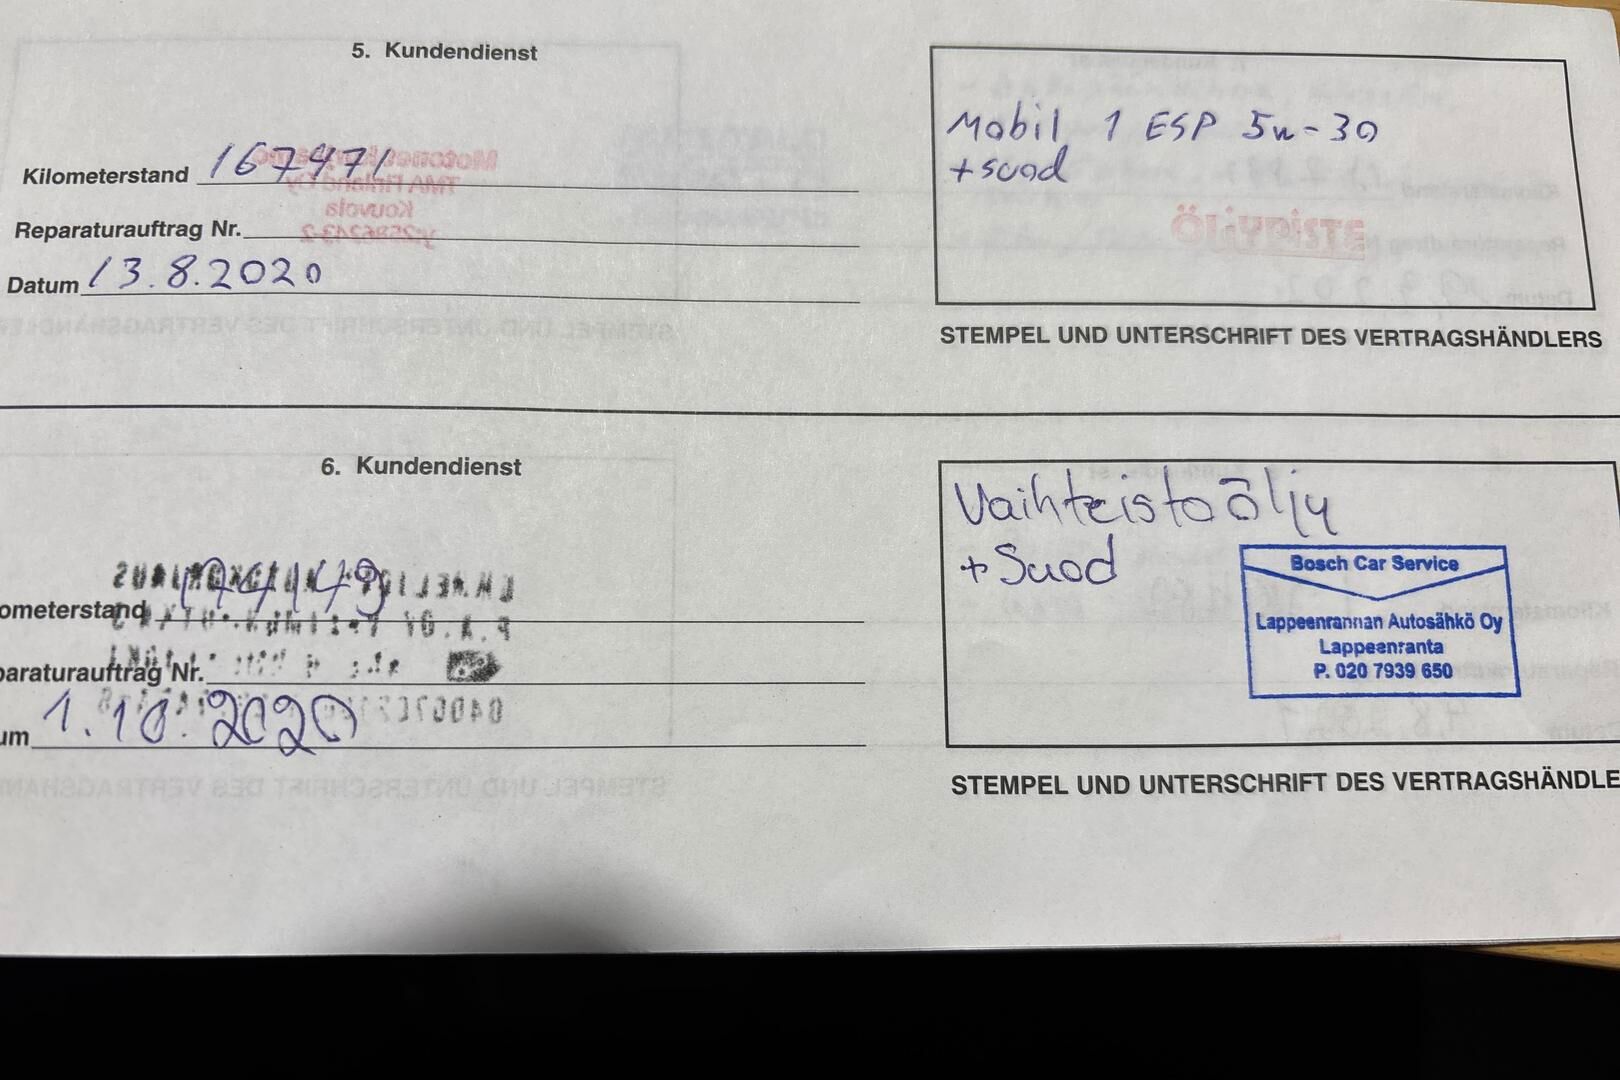 5. Kundendienst
Kilometerstand 167471
Reparaturauftrag Nr.
Datum 13.8.2020
Mobil 1 ESP 5w-30
+suod
STEMPEL UND UNTERSCHRIFT DES VERTRAGSHÄNDLERS
6. Kundendienst
ometerstand 174149
paraturauftrag Nr.
um 1.10.2020
Vaihteistoöljy
+Suod
Bosch Car Service
Lappeenrannan Autosähkö Oy
Lappeenranta
P. 020 7939 650
STEMPEL UND UNTERSCHRIFT DES VERTRAGSHÄNDLE